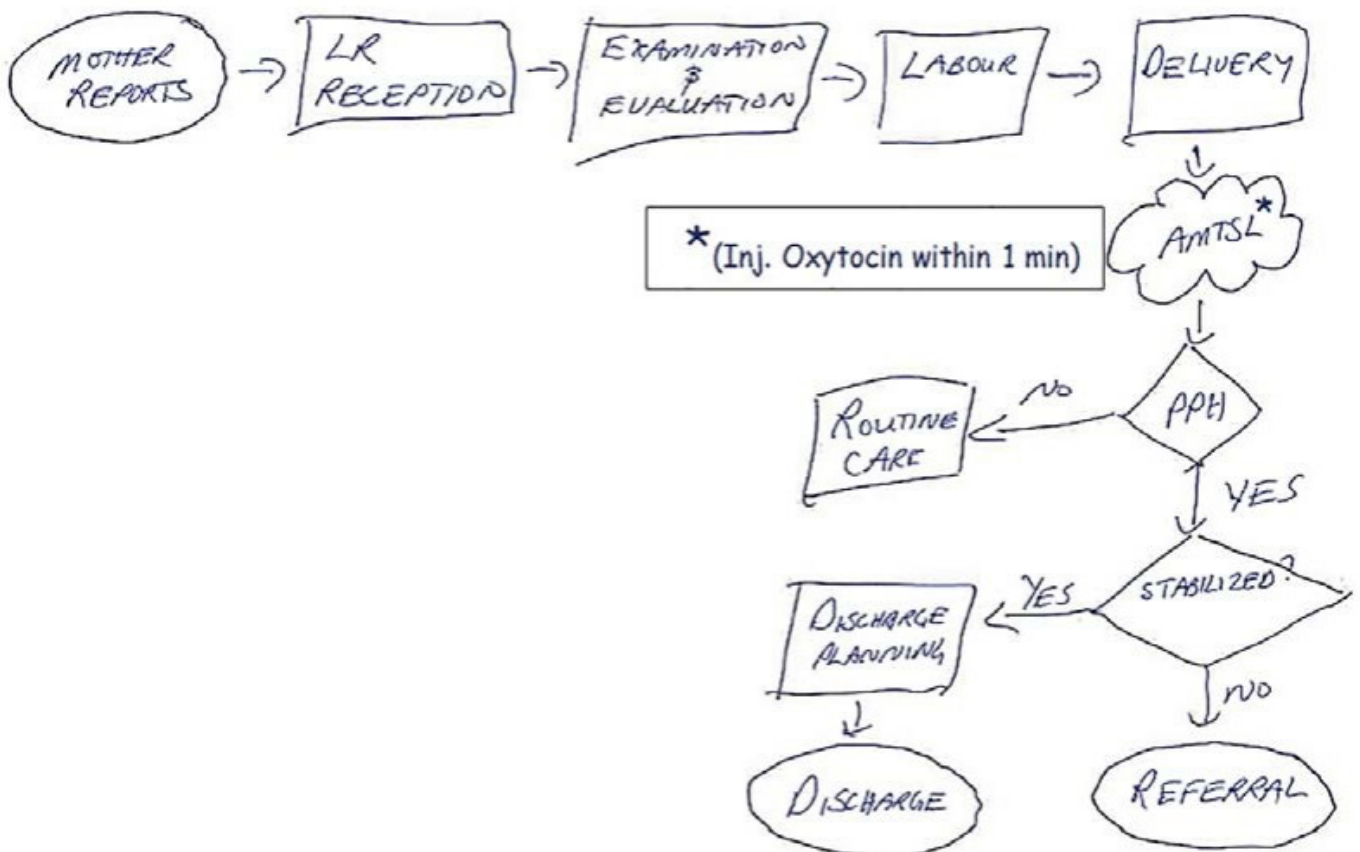 MOTHER
REPORTS
LR
RECEPTION
EXAMINATION
&
EVALUATION
LABOUR
DELIVERY
*(Inj. Oxytocin within 1 min)
AMTSL*
PPH
NO
ROUTINE
CARE
YES
STABILIZED?
YES
DISCHARGE
PLANNING
NO
DISCHARGE
REFERRAL